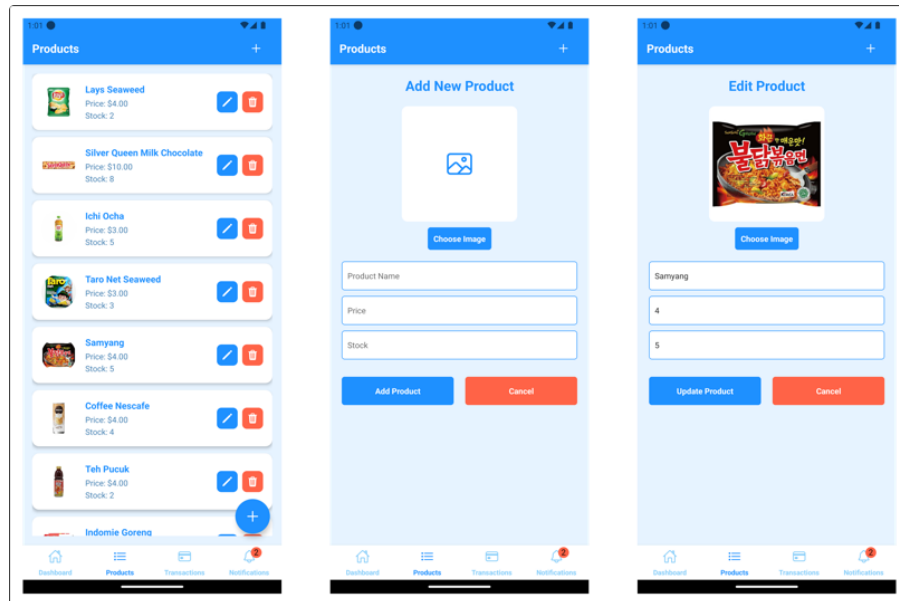 1:01
Products
+
Lays Seaweed
Price: $4.00
Stock: 2
Silver Queen Milk Chocolate
Price: $10.00
Stock: 8
Ichi Ocha
Price: $3.00
Stock: 5
Taro Net Seaweed
Price: $3.00
Stock: 3
Samyang
Price: $4.00
Stock: 5
Coffee Nescafe
Price: $4.00
Stock: 4
Teh Pucuk
Price: $4.00
Stock: 2
+
Indomie Goreng
2
Dashboard
Products
Transactions
Notifications
1:01
Products
+
Add New Product
Choose Image
Product Name
Price
Stock
Add Product
Cancel
2
Dashboard
Products
Transactions
Notifications
1:01
Products
+
Edit Product
화끈
매운맛!
불닭볶음면
Choose Image
Samyang
4
5
Update Product
Cancel
2
Dashboard
Products
Transactions
Notifications